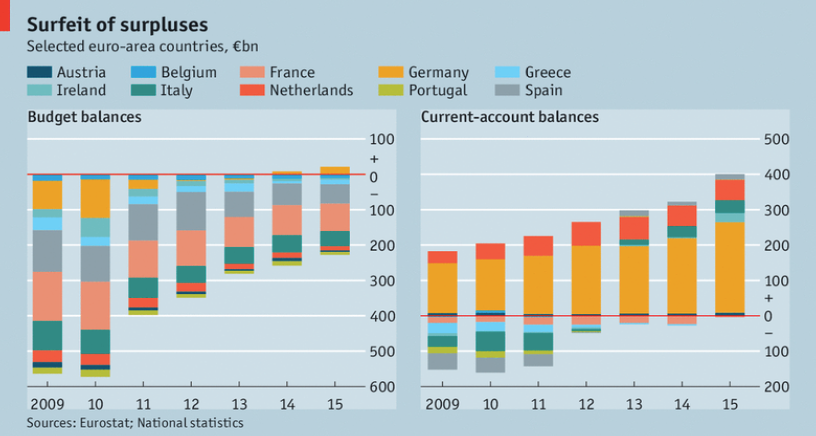 Surfeit of surpluses
Selected euro-area countries, €bn
Austria Belgium France Germany Greece
Ireland Italy Netherlands Portugal Spain
Budget balances
100
+
0
–
100
200
300
400
500
600
2009 10 11 12 13 14 15
Current-account balances
500
400
300
200
100
+
0
–
100
200
2009 10 11 12 13 14 15
Sources: Eurostat; National statistics